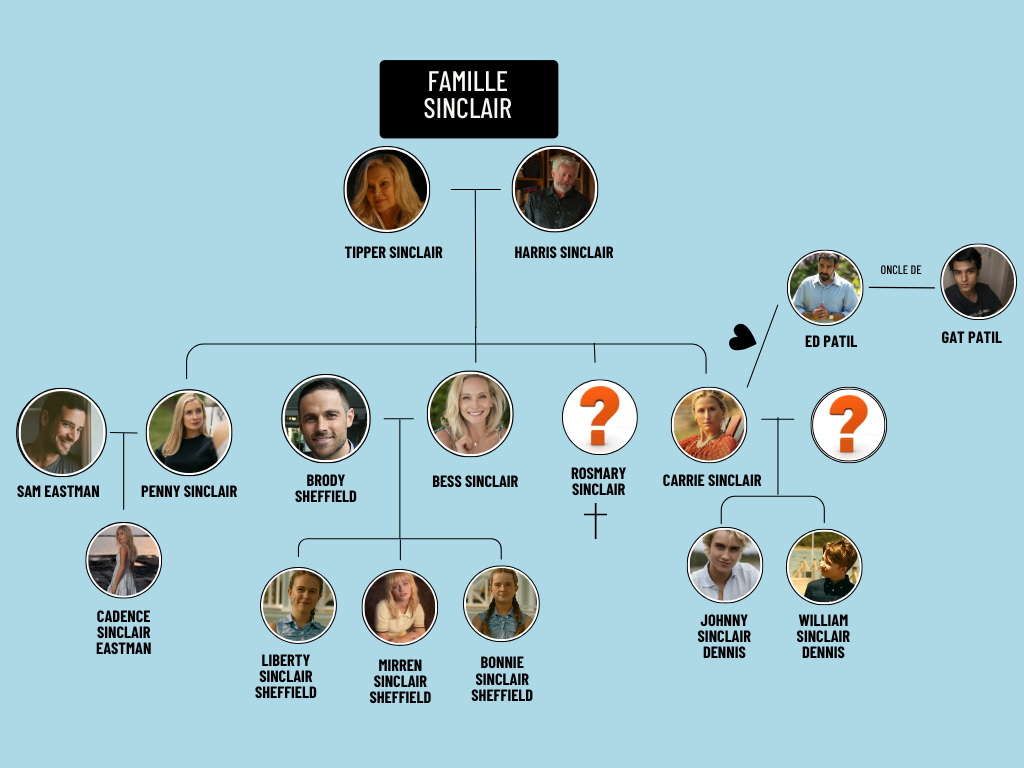 FAMILLE
SINCLAIR
TIPPER SINCLAIR
HARRIS SINCLAIR
ONCLE DE
ED PATIL
GAT PATIL
SAM EASTMAN
PENNY SINCLAIR
BRODY
SHEFFIELD
BESS SINCLAIR
ROSMARY
SINCLAIR
CARRIE SINCLAIR
CADENCE
SINCLAIR
EASTMAN
LIBERTY
SINCLAIR
SHEFFIELD
MIRREN
SINCLAIR
SHEFFIELD
BONNIE
SINCLAIR
SHEFFIELD
JOHNNY
SINCLAIR
DENNIS
WILLIAM
SINCLAIR
DENNIS